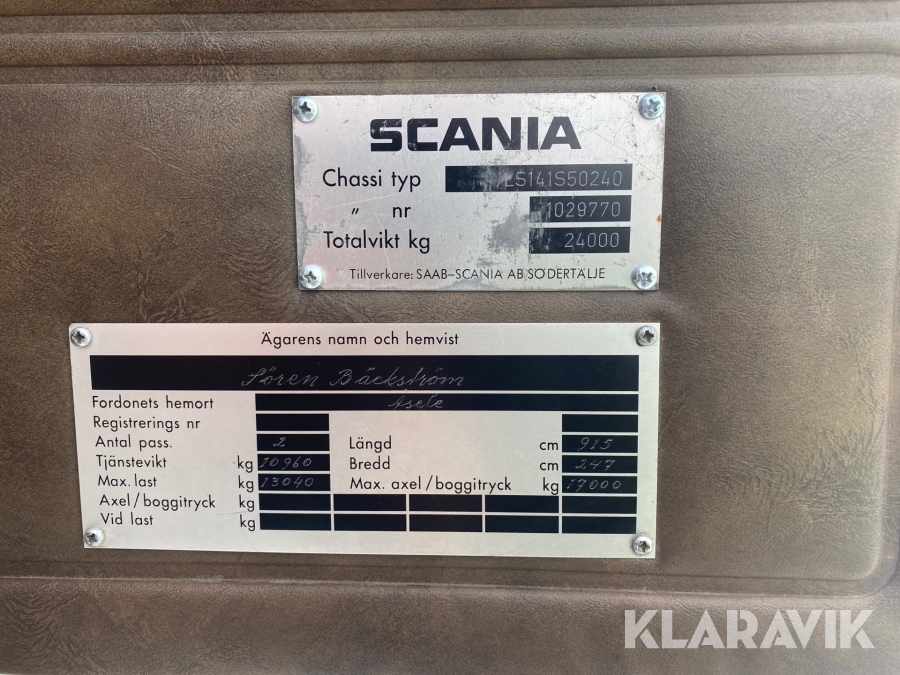 SCANIA
Chassi typ LS141S50240
„ nr 1029770
Totalvikt kg 24000
Tillverkare: SAAB-SCANIA AB SÖDERTÄLJE
Ägarens namn och hemvist
Sören Bäckström
Fordonets hemort Åsele
Registrerings nr
Antal pass. 2 Längd cm 915
Tjänstevikt kg 10960 Bredd cm 247
Max. last kg 13040 Max. axel/boggitryck kg 17000
Axel/boggitryck kg
Vid last kg
KLARAVIK